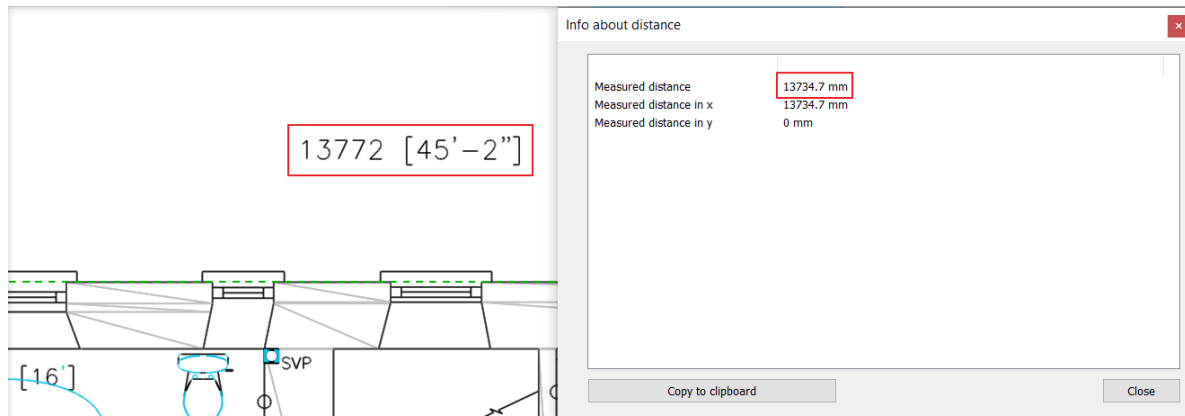 13772 [45'-2"]
[16']
SVP
Info about distance
Measured distance 13734.7 mm
Measured distance in x 13734.7 mm
Measured distance in y 0 mm
Copy to clipboard
Close